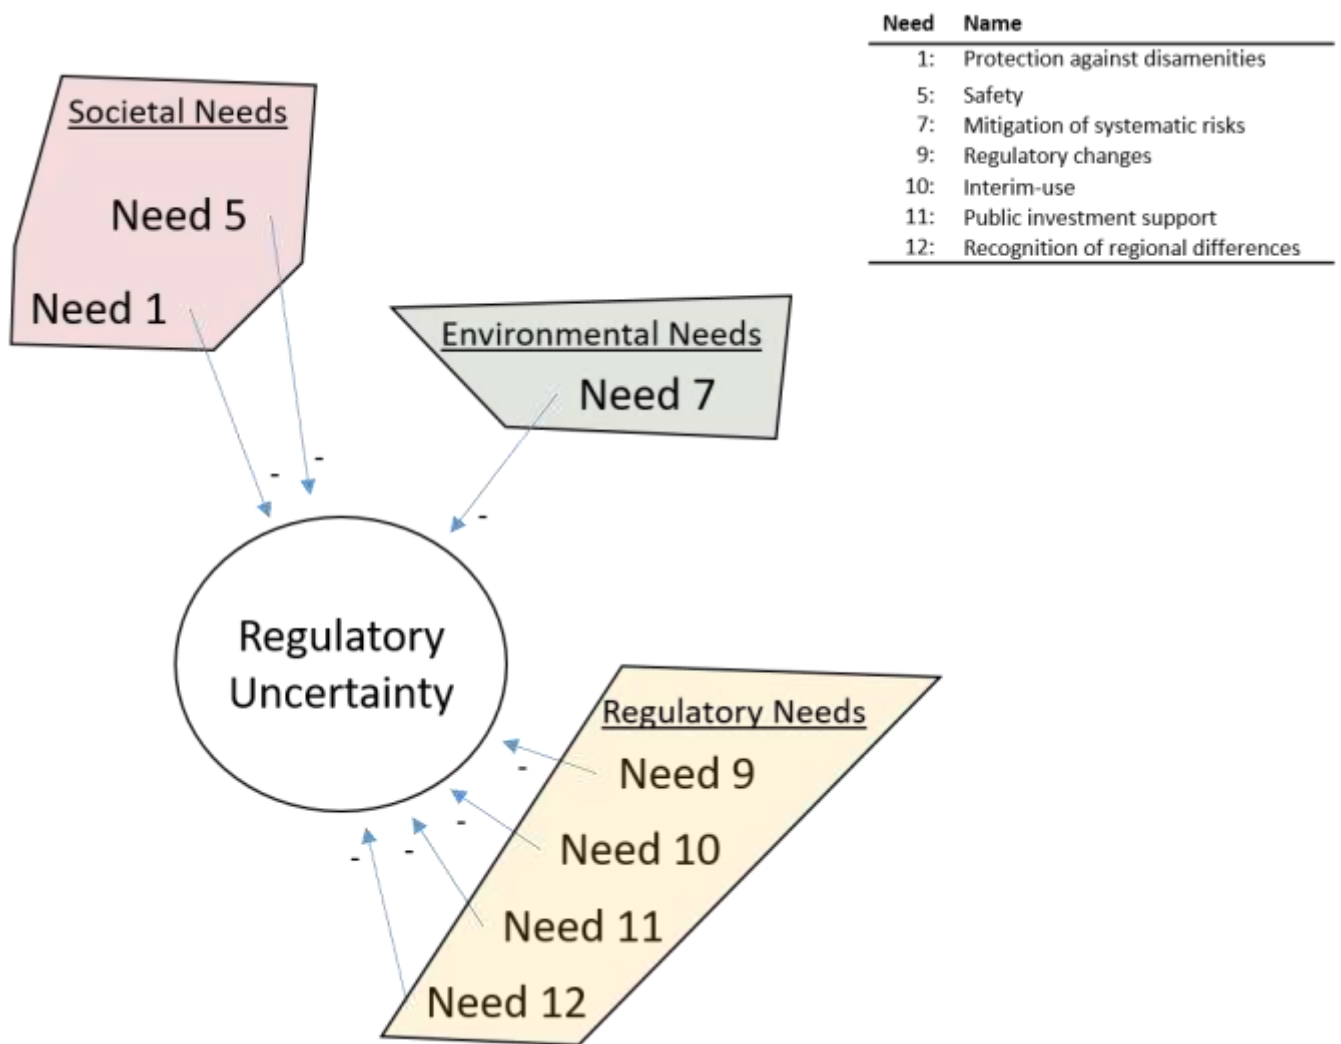 Need Name
1: Protection against disamenities
5: Safety
7: Mitigation of systematic risks
9: Regulatory changes
10: Interim-use
11: Public investment support
12: Recognition of regional differences
Societal Needs
Need 5
Need 1
Environmental Needs
Need 7
-
-
-
Regulatory
Uncertainty
Regulatory Needs
Need 9
-
Need 10
-
Need 11
-
Need 12
-